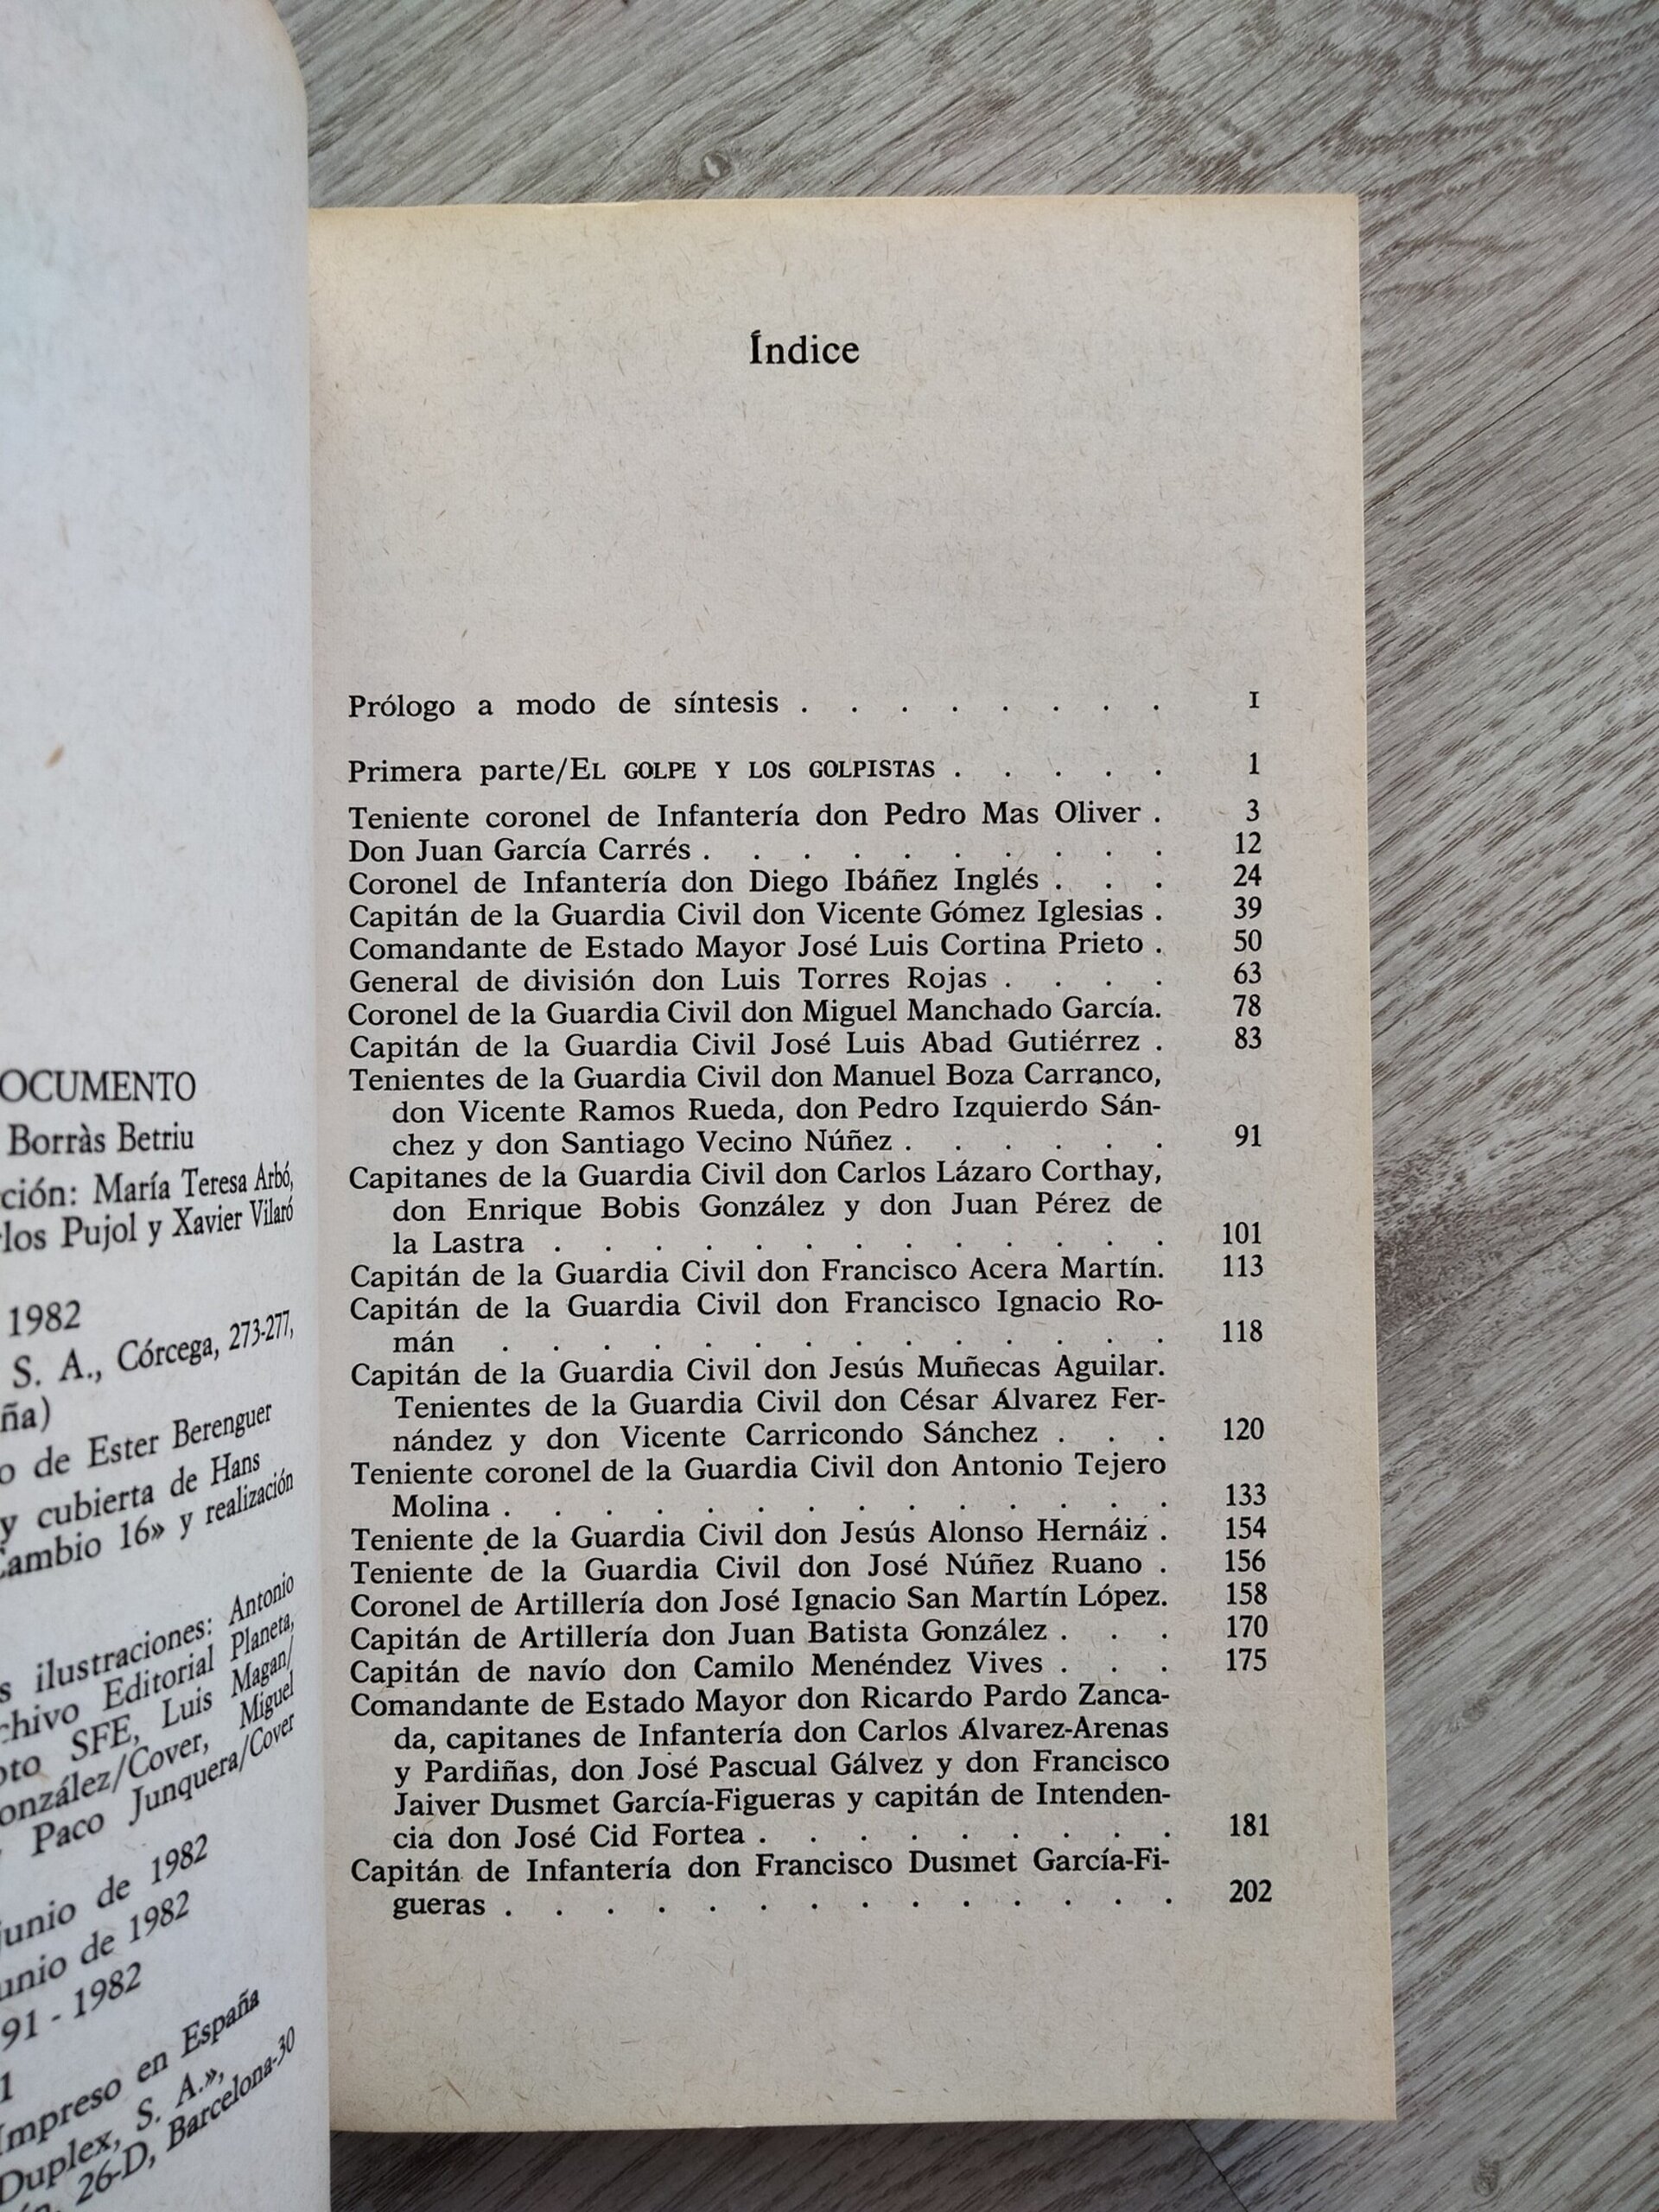 OCUMENTO
Borràs Betriu
ción: María Teresa Arbó,
los Pujol y Xavier Vilaró
1982
S. A., Córcega, 273-277,
ña)
o de Ester Berenguer
y cubierta de Hans
Cambio 16» y realización
s ilustraciones: Antonio
chivo Editorial Planeta,
oto SFE, Luis Magan/
onzález/Cover, Miguel
Paco Junquera/Cover
junio de 1982
unio de 1982
91 - 1982
1
Impreso en España
Duplex, S. A.»,
26-D, Barcelona-30
Índice
Prólogo a modo de síntesis . . . . . . . . I
Primera parte/EL GOLPE Y LOS GOLPISTAS . . . . . 1
Teniente coronel de Infantería don Pedro Mas Oliver . 3
Don Juan García Carrés . . . . . . . . . . 12
Coronel de Infantería don Diego Ibáñez Inglés . . . 24
Capitán de la Guardia Civil don Vicente Gómez Iglesias . 39
Comandante de Estado Mayor José Luis Cortina Prieto . 50
General de división don Luis Torres Rojas . . . . 63
Coronel de la Guardia Civil don Miguel Manchado García. 78
Capitán de la Guardia Civil José Luis Abad Gutiérrez . 83
Tenientes de la Guardia Civil don Manuel Boza Carranco,
don Vicente Ramos Rueda, don Pedro Izquierdo Sán-
chez y don Santiago Vecino Núñez . . . . . . 91
Capitanes de la Guardia Civil don Carlos Lázaro Corthay,
don Enrique Bobis González y don Juan Pérez de
la Lastra . . . . . . . . . . . . . 101
Capitán de la Guardia Civil don Francisco Acera Martín. 113
Capitán de la Guardia Civil don Francisco Ignacio Ro-
mán . . . . . . . . . . . . . . 118
Capitán de la Guardia Civil don Jesús Muñecas Aguilar.
Tenientes de la Guardia Civil don César Álvarez Fer-
nández y don Vicente Carricondo Sánchez . . . 120
Teniente coronel de la Guardia Civil don Antonio Tejero
Molina . . . . . . . . . . . . . . 133
Teniente de la Guardia Civil don Jesús Alonso Hernáiz . 154
Teniente de la Guardia Civil don José Núñez Ruano . 156
Coronel de Artillería don José Ignacio San Martín López. 158
Capitán de Artillería don Juan Batista González . . . 170
Capitán de navío don Camilo Menéndez Vives . . . 175
Comandante de Estado Mayor don Ricardo Pardo Zanca-
da, capitanes de Infantería don Carlos Álvarez-Arenas
y Pardiñas, don José Pascual Gálvez y don Francisco
Jaiver Dusmet García-Figueras y capitán de Intenden-
cia don José Cid Fortea . . . . . . . . . 181
Capitán de Infantería don Francisco Dusmet García-Fi-
gueras . . . . . . . . . . . . . . 202